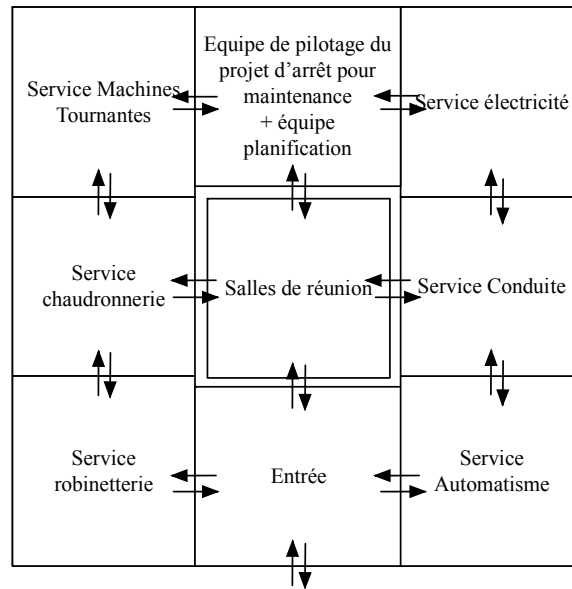 Service Machines
Tournantes
Equipe de pilotage du
projet d’arrêt pour
maintenance
+ équipe
planification
Service électricité
Service
chaudronnerie
Salles de réunion
Service Conduite
Service
robinetterie
Entrée
Service
Automatisme